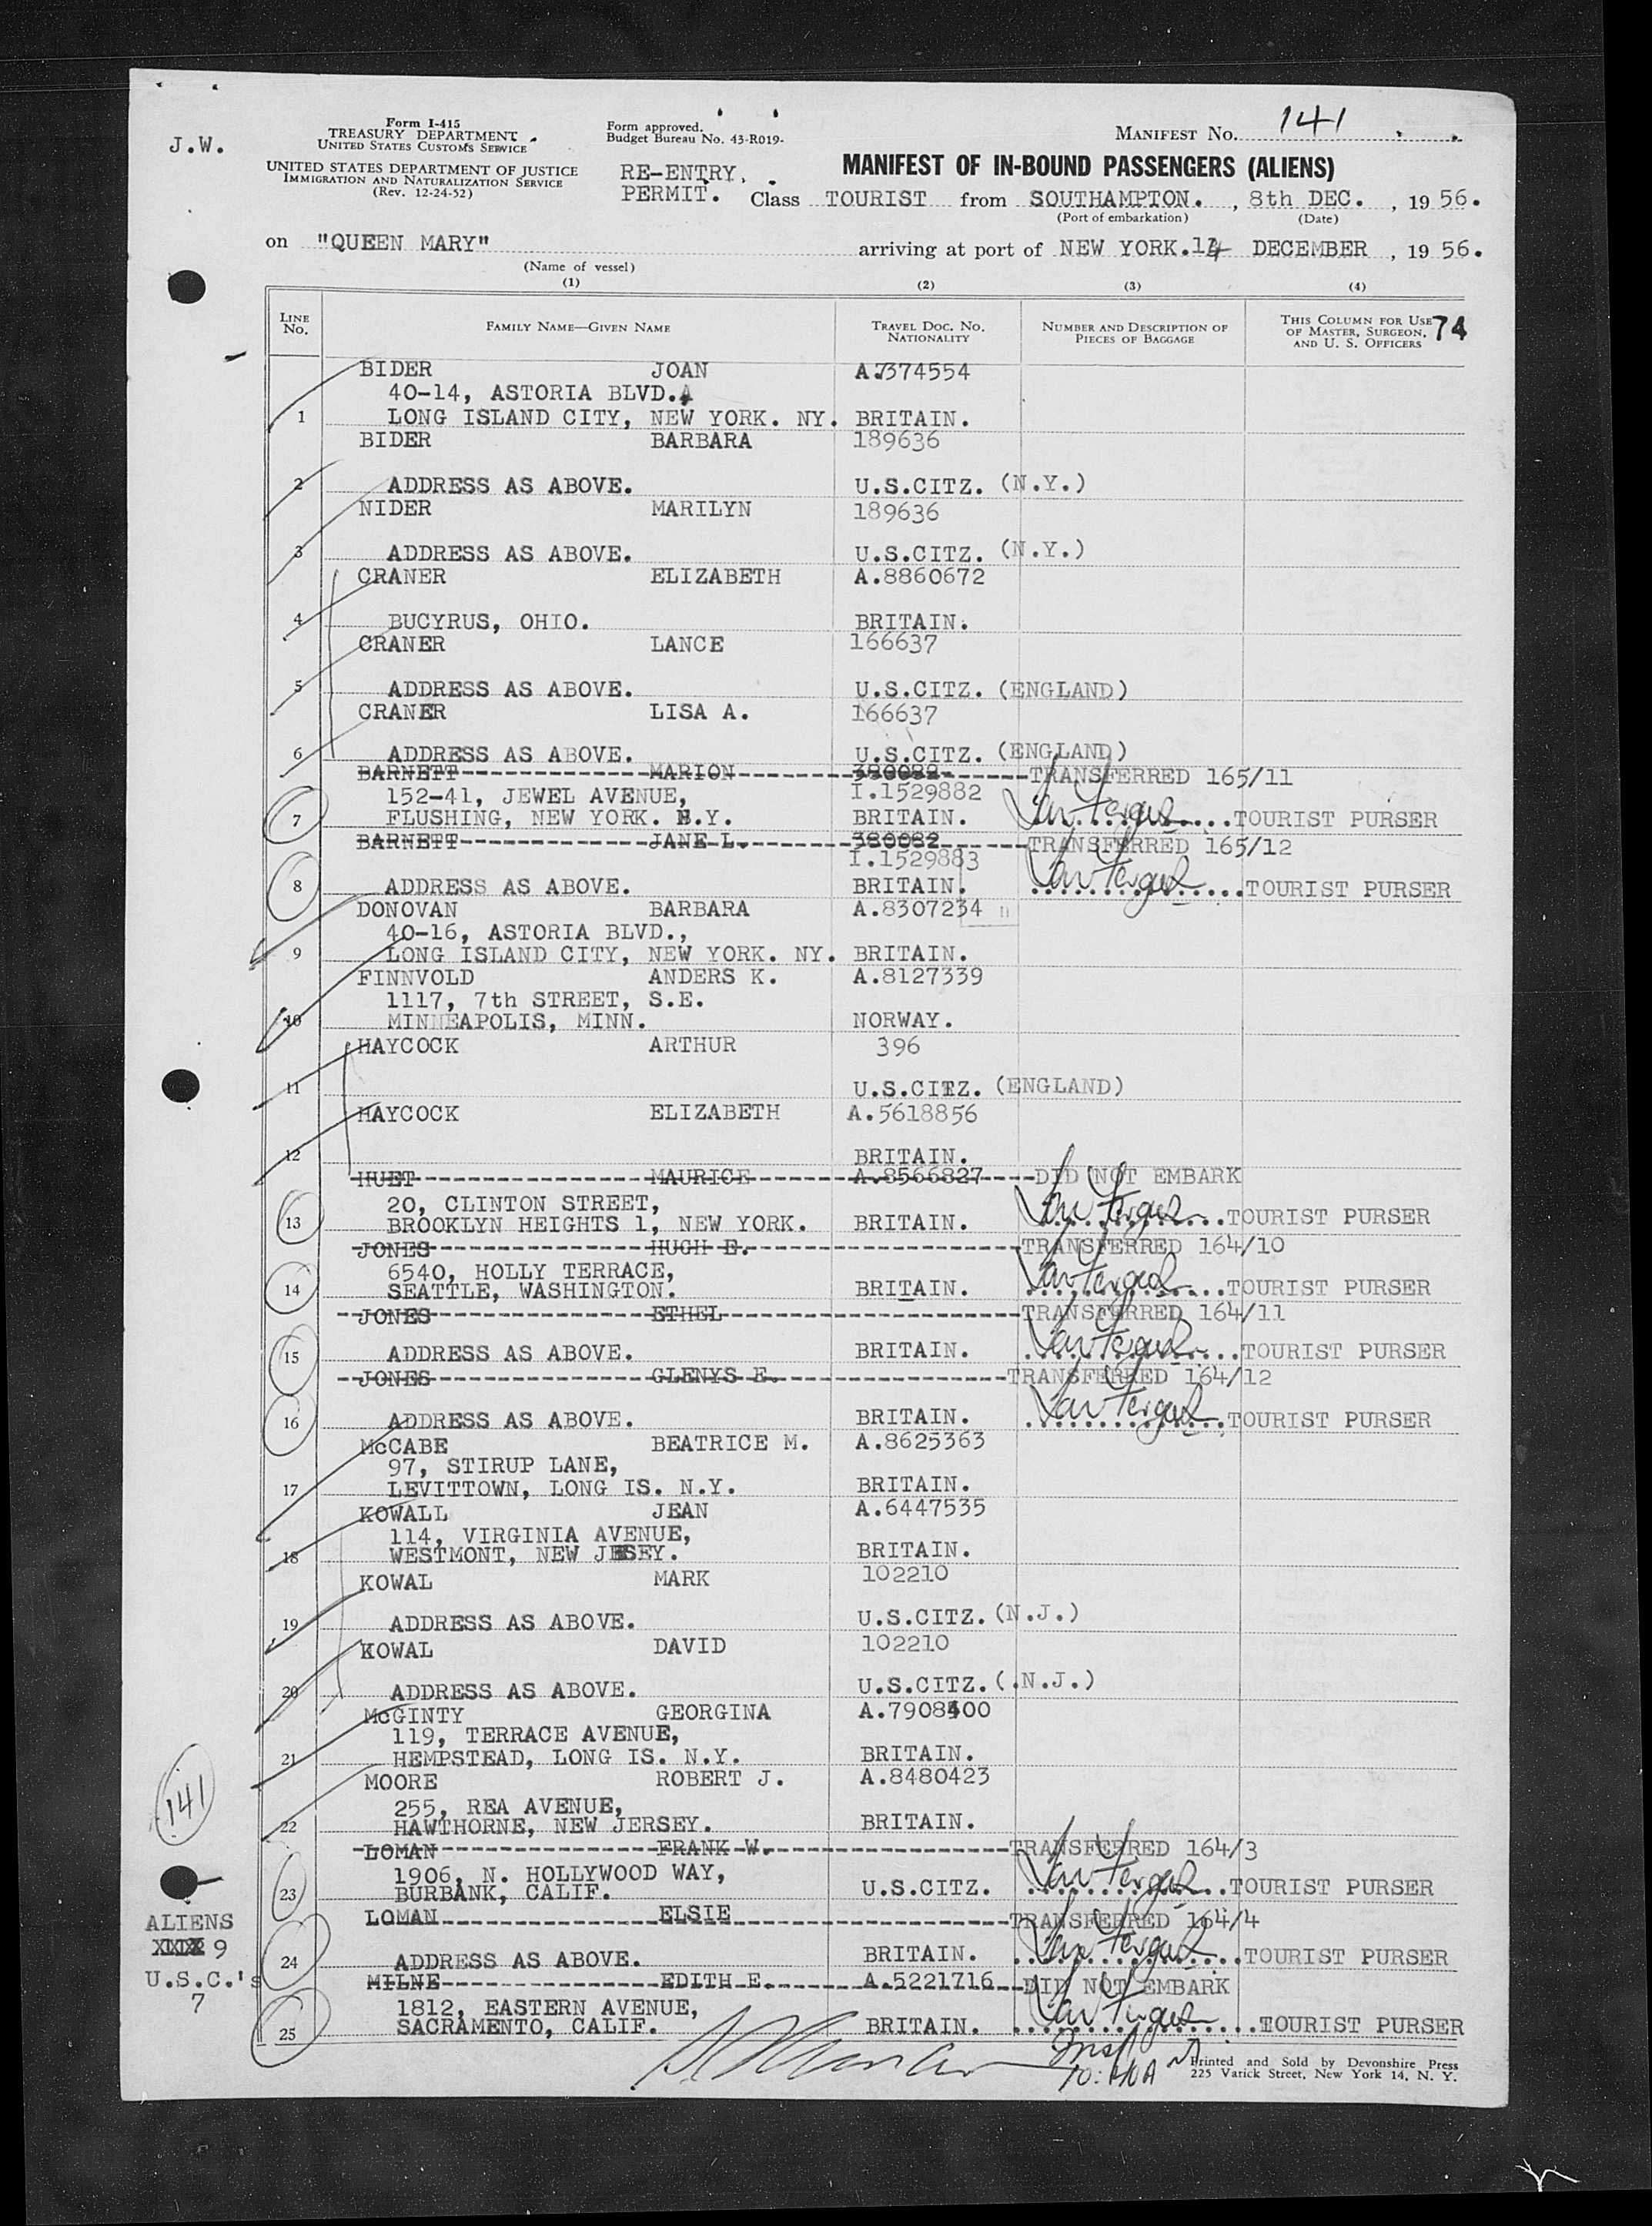 J.W.
Form I-415
TREASURY DEPARTMENT
UNITED STATES CUSTOMS SERVICE
UNITED STATES DEPARTMENT OF JUSTICE
IMMIGRATION AND NATURALIZATION SERVICE
(Rev. 12-24-52)
Form approved.
Budget Bureau No. 43-R019-
RE-ENTRY.
PERMIT.
MANIFEST NO. 141
MANIFEST OF IN-BOUND PASSENGERS (ALIENS)
Class TOURIST from SOUTHAMPTON. , 8th DEC. , 19 56.
(Port of embarkation) (Date)
on "QUEEN MARY" arriving at port of NEW YORK. 14 DECEMBER , 19 56.
(Name of vessel)
(1) (2) (3) (4)
LINE NO. FAMILY NAME—GIVEN NAME TRAVEL DOC. NO. NATIONALITY NUMBER AND DESCRIPTION OF PIECES OF BAGGAGE THIS COLUMN FOR USE OF MASTER, SURGEON, AND U. S. OFFICERS 74
BIDER JOAN A.7374554
40-14, ASTORIA BLVD.
1 LONG ISLAND CITY, NEW YORK. NY. BRITAIN.
BIDER BARBARA 189636
2 ADDRESS AS ABOVE. U.S.CITZ. (N.Y.)
NIDER MARILYN 189636
3 ADDRESS AS ABOVE. U.S.CITZ. (N.Y.)
CRANER ELIZABETH A.8860672
4 BUCYRUS, OHIO. BRITAIN.
CRANER LANCE 166637
5 ADDRESS AS ABOVE. U.S.CITZ. (ENGLAND)
CRANER LISA A. 166637
6 ADDRESS AS ABOVE. U.S.CITZ. (ENGLAND)
BARNETT MARION 380082 TRANSFERRED 165/11
152-41, JEWEL AVENUE, I.1529882
7 FLUSHING, NEW YORK. N.Y. BRITAIN. TOURIST PURSER
BARNETT JANE L. 380082 TRANSFERRED 165/12
I.1529883
8 ADDRESS AS ABOVE. BRITAIN. TOURIST PURSER
DONOVAN BARBARA A.8307234
40-16, ASTORIA BLVD.,
9 LONG ISLAND CITY, NEW YORK. NY. BRITAIN.
FINNVOLD ANDERS K. A.8127339
1117, 7th STREET, S.E.
10 MINNEAPOLIS, MINN. NORWAY.
HAYCOCK ARTHUR 396
11 U.S.CITZ. (ENGLAND)
HAYCOCK ELIZABETH A.5618856
12 BRITAIN.
HUET MAURICE A.8566827 DID NOT EMBARK
20, CLINTON STREET,
13 BROOKLYN HEIGHTS 1, NEW YORK. BRITAIN. TOURIST PURSER
JONES HUGH E. TRANSFERRED 164/10
6540, HOLLY TERRACE,
14 SEATTLE, WASHINGTON. BRITAIN. TOURIST PURSER
JONES ETHEL TRANSFERRED 164/11
15 ADDRESS AS ABOVE. BRITAIN. TOURIST PURSER
JONES GLENYS E. TRANSFERRED 164/12
16 ADDRESS AS ABOVE. BRITAIN. TOURIST PURSER
McCABE BEATRICE M. A.8625363
97, STIRUP LANE,
17 LEVITTOWN, LONG IS. N.Y. BRITAIN.
KOWALL JEAN A.6447535
114, VIRGINIA AVENUE,
18 WESTMONT, NEW JERSEY. BRITAIN.
KOWAL MARK 102210
19 ADDRESS AS ABOVE. U.S.CITZ. (N.J.)
KOWAL DAVID 102210
20 ADDRESS AS ABOVE. U.S.CITZ. (.N.J.)
McGINTY GEORGINA
119, TERRACE AVENUE,
21 HEMPSTEAD, LONG IS. N.Y. BRITAIN.
MOORE ROBERT J. A.8480423
255, REA AVENUE,
22 HAWTHORNE, NEW JERSEY. BRITAIN.
LOMAN FRANK W. TRANSFERRED 164/3
1906, N. HOLLYWOOD WAY,
23 BURBANK, CALIF. U.S.CITZ. TOURIST PURSER
LOMAN ELSIE TRANSFERRED 164/4
24 ADDRESS AS ABOVE. BRITAIN. TOURIST PURSER
MILNE EDITH E. A.5221716 DID NOT EMBARK
1812, EASTERN AVENUE,
25 SACRAMENTO, CALIF. BRITAIN. TOURIST PURSER
141
ALIENS
9
U.S.C.'s
7
Printed and Sold by Devonshire Press
225 Varick Street, New York 14, N. Y.